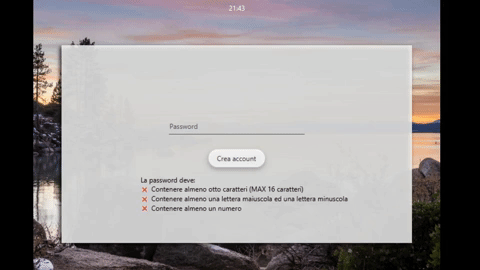 21:43
Password
Crea account
La password deve:
Contenere almeno otto caratteri (MAX 16 caratteri)
Contenere almeno una lettera maiuscola ed una lettera minuscola
Contenere almeno un numero